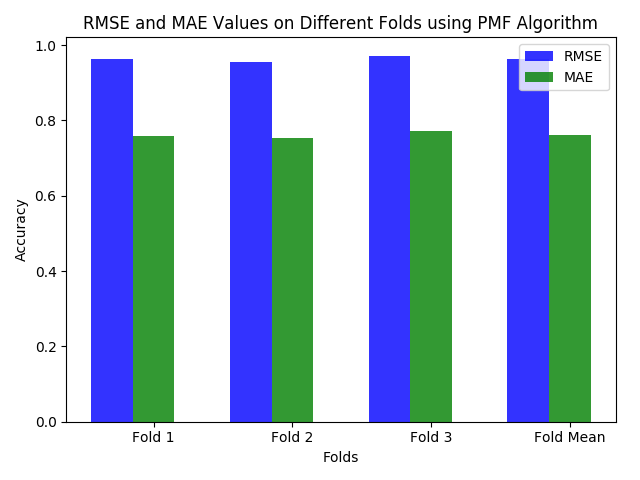 RMSE and MAE Values on Different Folds using PMF Algorithm
RMSE
MAE
Accuracy
1.0
0.8
0.6
0.4
0.2
0.0
Fold 1
Fold 2
Fold 3
Fold Mean
Folds